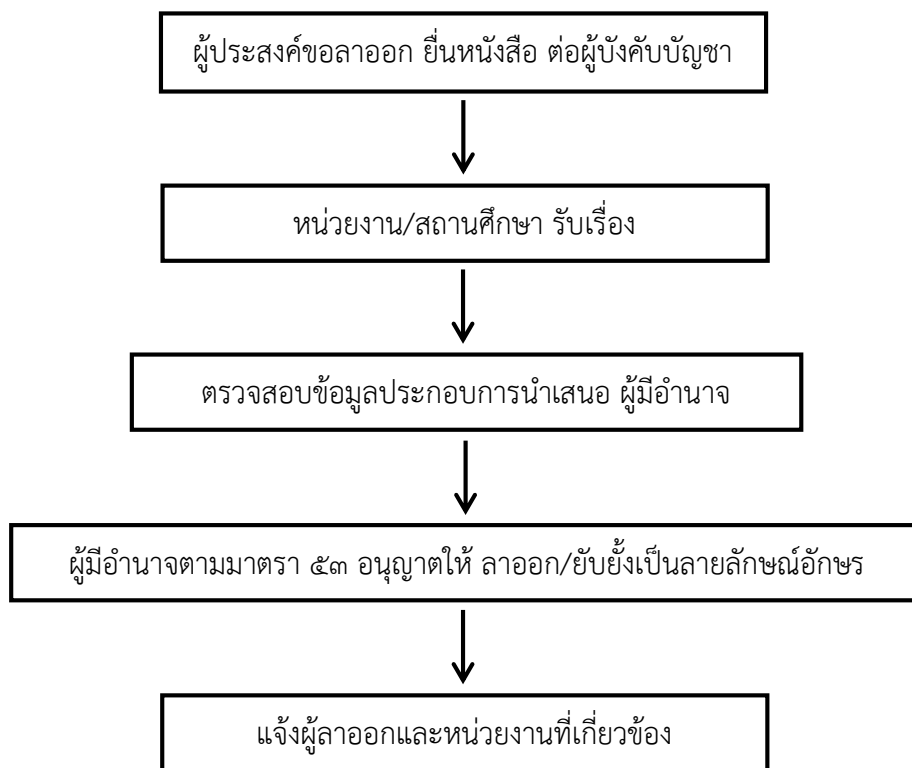 ผู้ประสงค์ขอลาออก ยื่นหนังสือ ต่อผู้บังคับบัญชา
หน่วยงาน/สถานศึกษา รับเรื่อง
ตรวจสอบข้อมูลประกอบการนำเสนอ ผู้มีอำนาจ
ผู้มีอำนาจตามมาตรา ๕๓ อนุญาตให้ ลาออก/ยับยั้งเป็นลายลักษณ์อักษร
แจ้งผู้ลาออกและหน่วยงานที่เกี่ยวข้อง